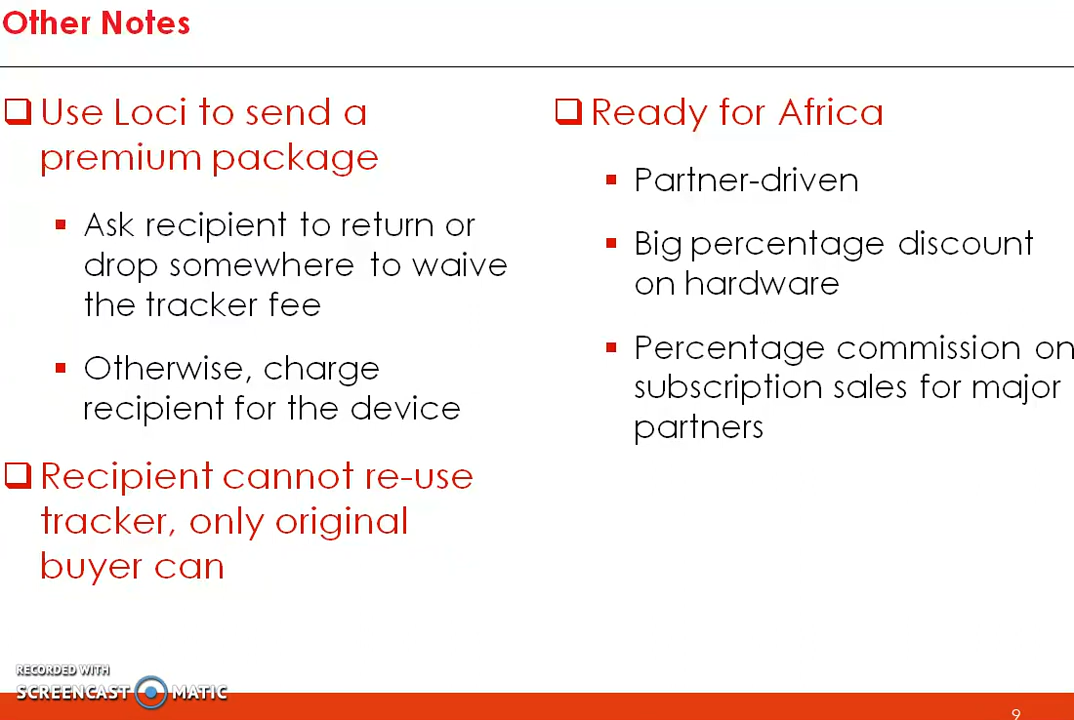 Other Notes
Use Loci to send a
premium package
Ask recipient to return or
drop somewhere to waive
the tracker fee
Otherwise, charge
recipient for the device
Recipient cannot re-use
tracker, only original
buyer can
Ready for Africa
Partner-driven
Big percentage discount
on hardware
Percentage commission on
subscription sales for major
partners
RECORDED WITH
SCREENCAST MATIC
9